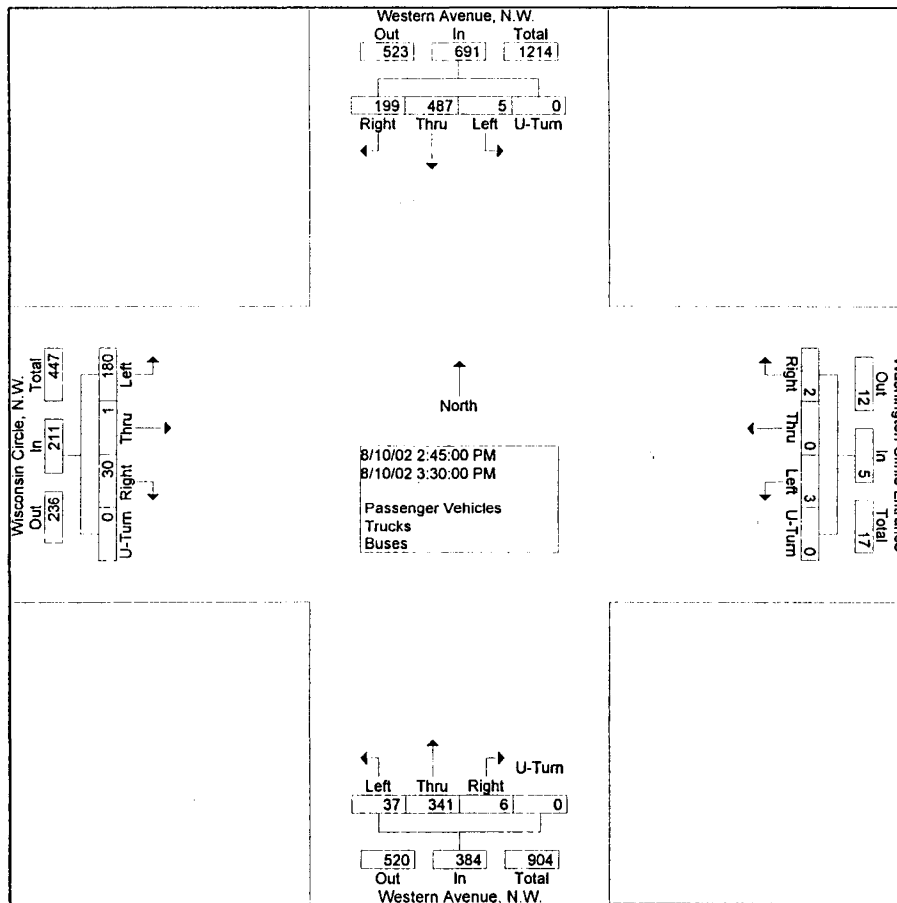 Western Avenue, N.W.
Out In Total
523 691 1214
199 487 5 0
Right Thru Left U-Turn
Wisconsin Circle, N.W.
Total In Out
447 211 236
180 1 30 0
Left Thru Right U-Turn
North
8/10/02 2:45:00 PM
8/10/02 3:30:00 PM
Passenger Vehicles
Trucks
Buses
Right Thru Left U-Turn
2 0 3 0
12 5 17
Out In Total
Left Thru Right U-Turn
37 341 6 0
520 384 904
Out In Total
Western Avenue, N.W.